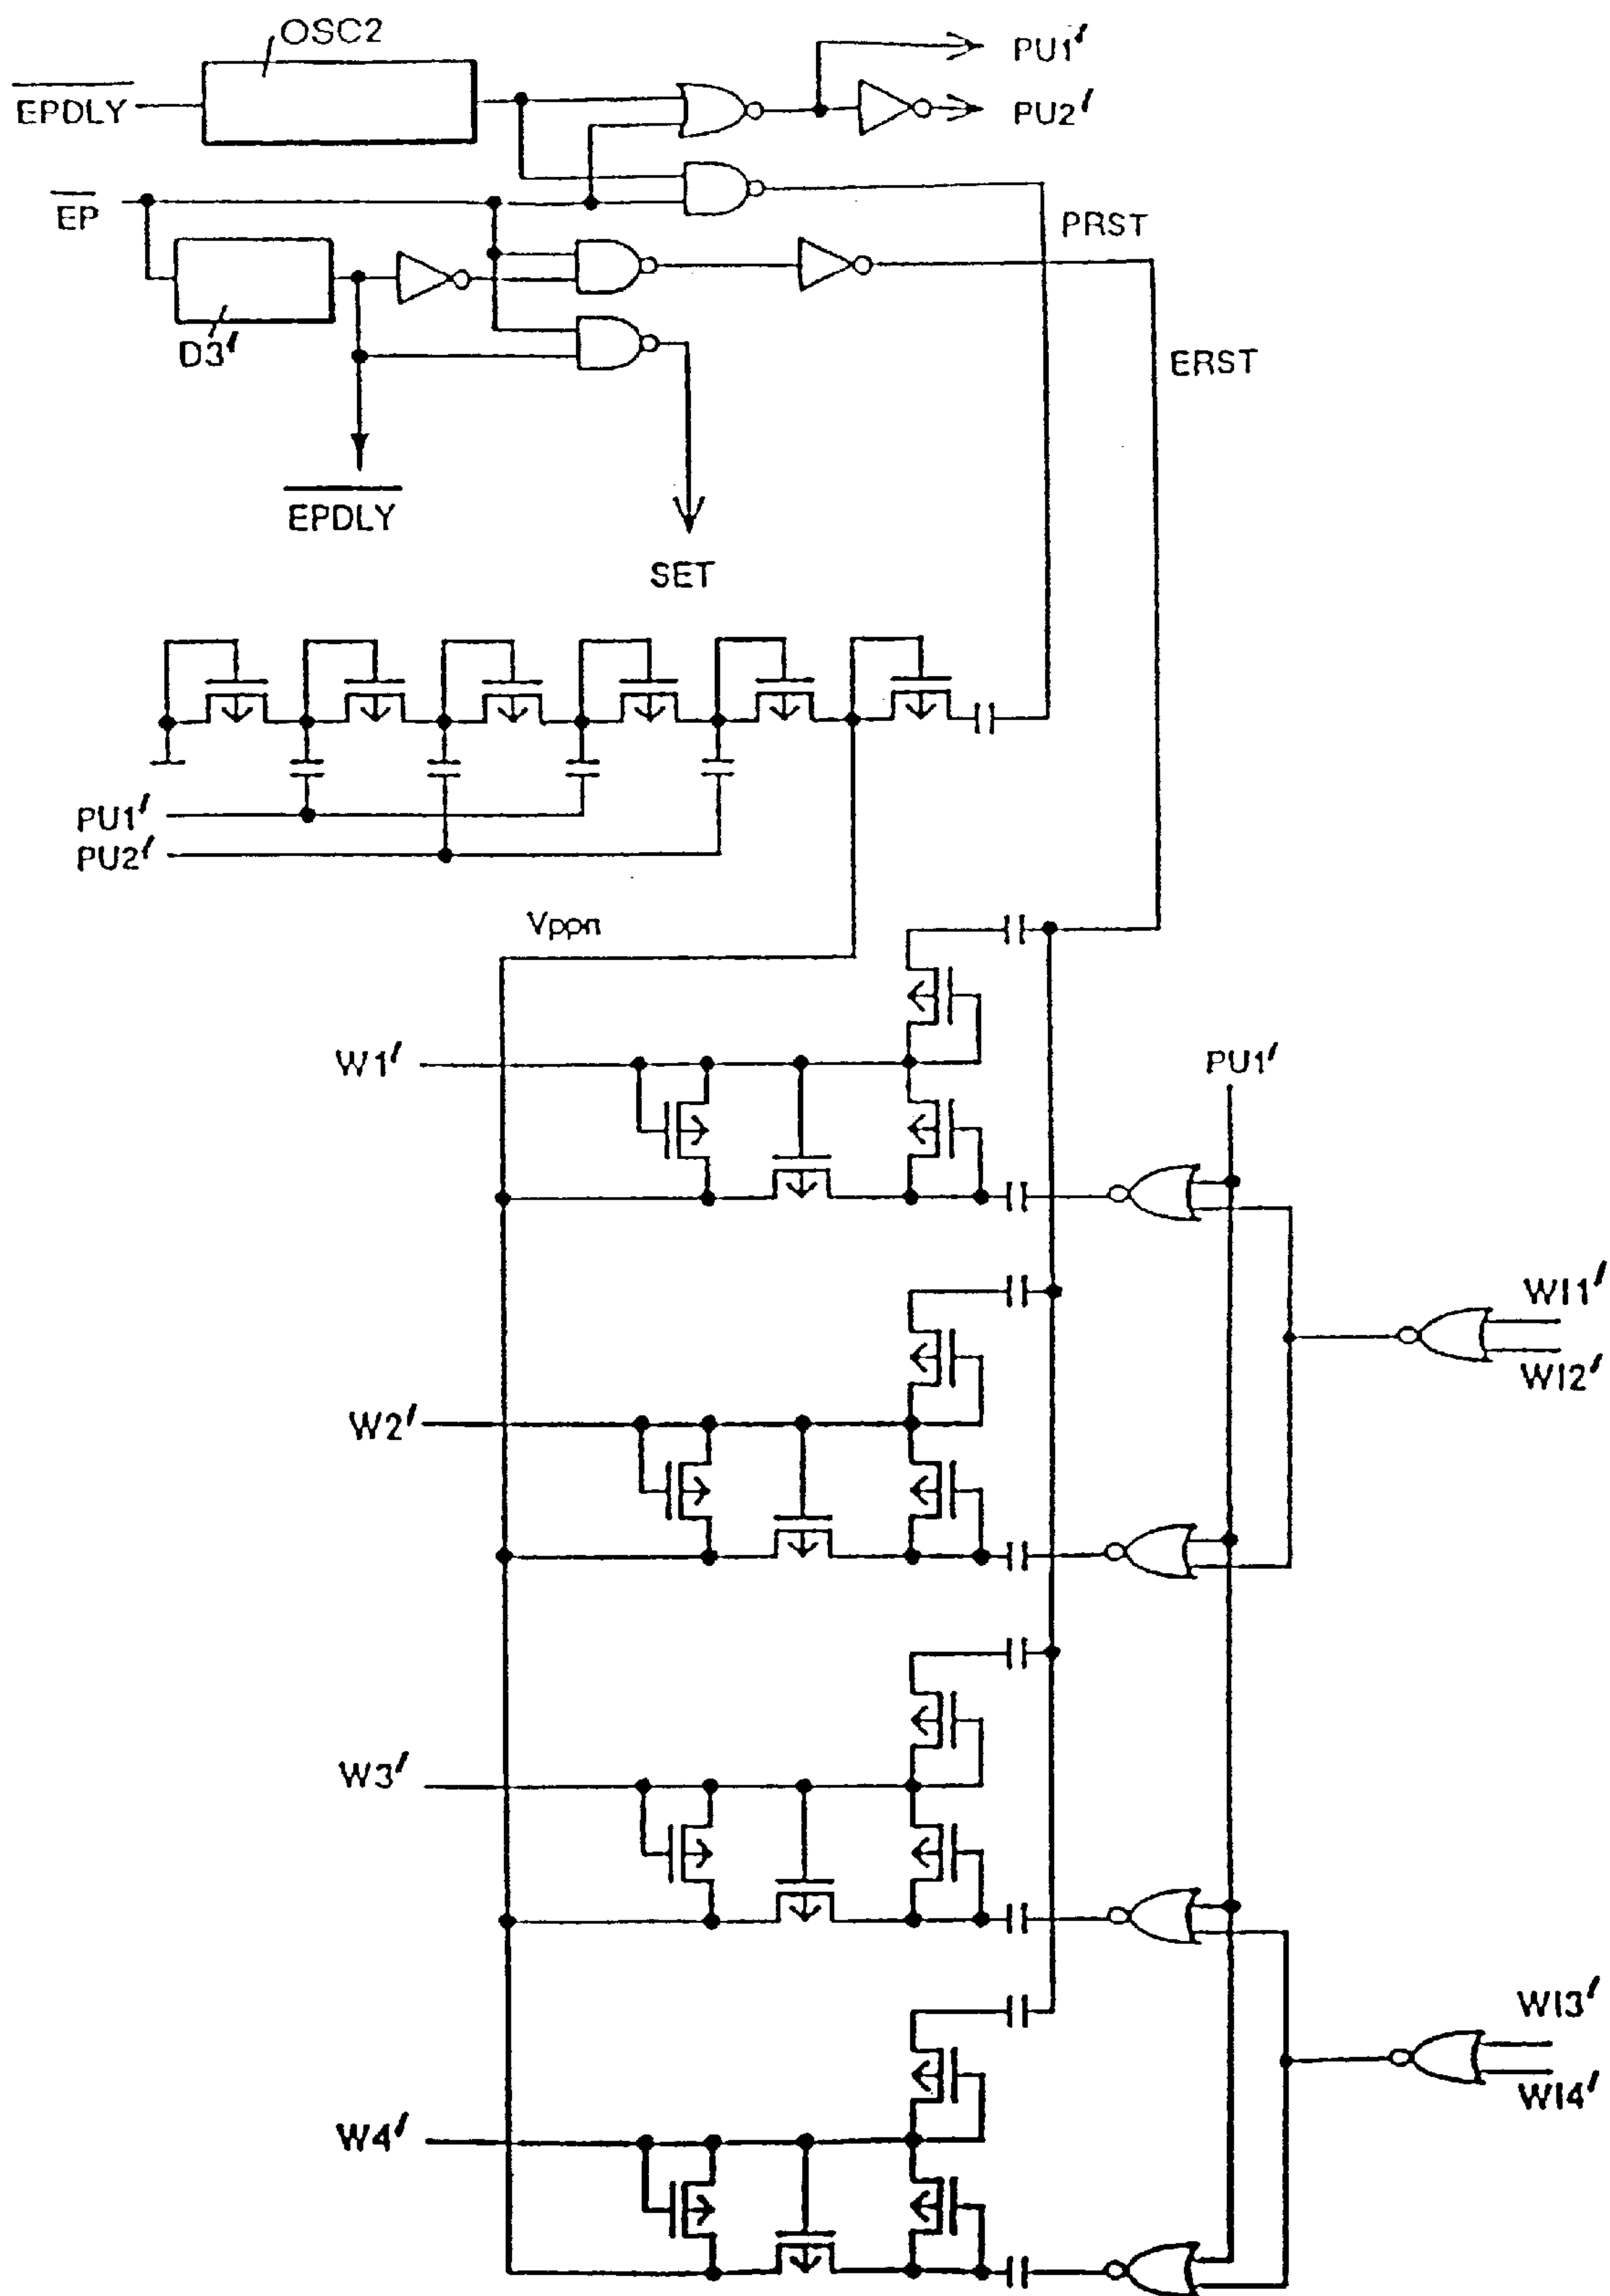 OSC2
EPDLY
PU1′
PU2′
EP
PRST
D3′
ERST
EPDLY
SET
PU1′
PU2′
Vppn
W1′
PU1′
WI1′
WI2′
W2′
W3′
WI3′
WI4′
W4′